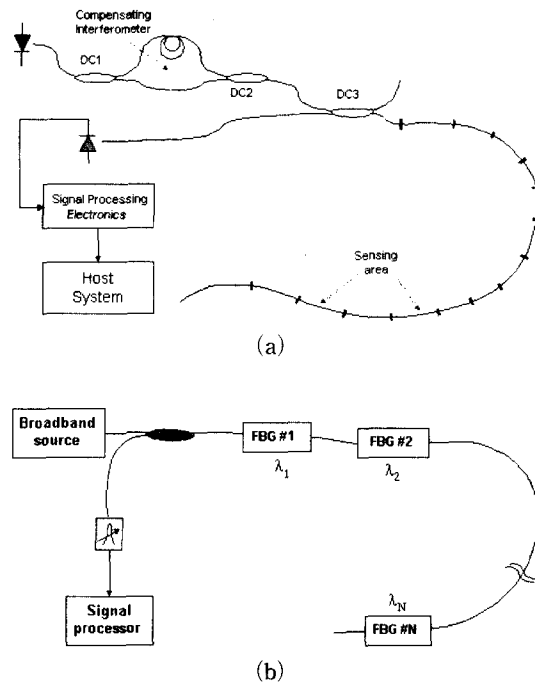 Compensating
Interferometer
DC1
DC2
DC3
Signal Processing
Electronics
Host
System
Sensing
area
(a)
Broadband
source
FBG #1
λ1
FBG #2
λ2
Signal
processor
λN
FBG #N
(b)